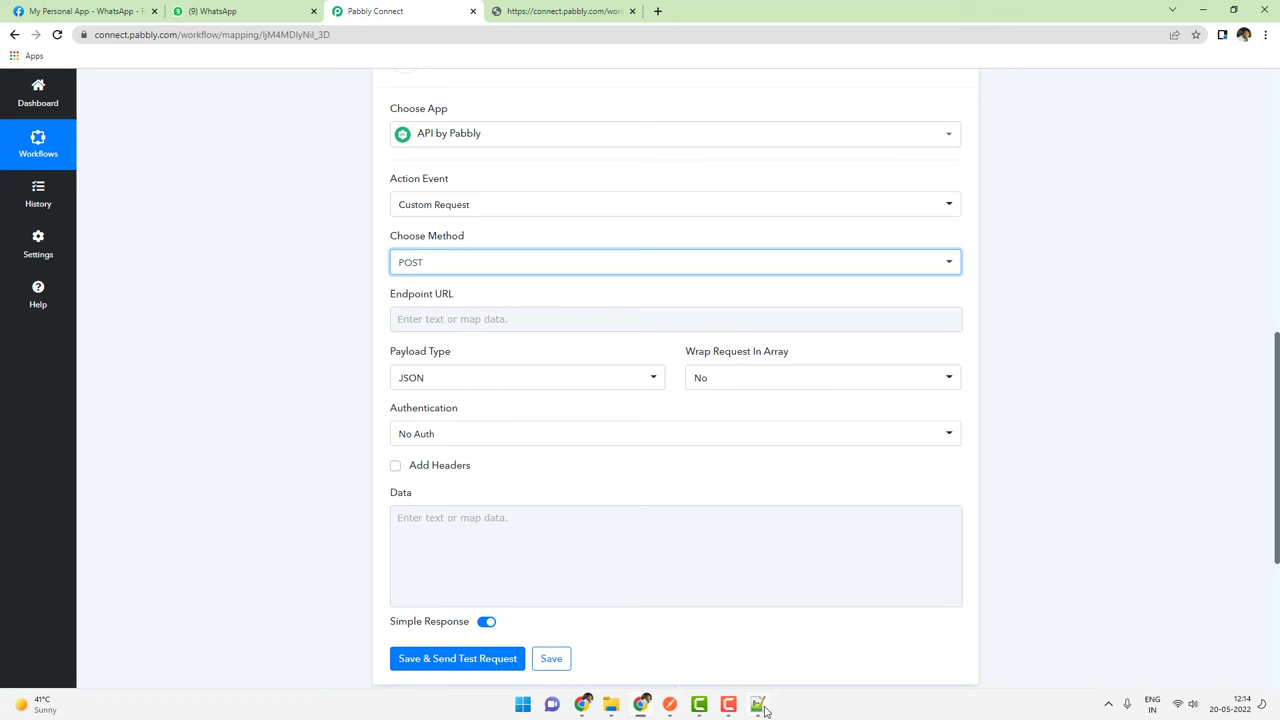 My Personal App - WhatsApp - F
(9) WhatsApp
Pabbly Connect
https://connect.pabbly.com/work
connect.pabbly.com/workflow/mapping/IjM4MDIyNiI_3D
Apps
Dashboard
Workflows
History
Settings
Help
Choose App
API by Pabbly
Action Event
Custom Request
Choose Method
POST
Endpoint URL
Enter text or map data.
Payload Type
Wrap Request In Array
JSON
No
Authentication
No Auth
Add Headers
Data
Enter text or map data.
Simple Response
Save & Send Test Request
Save
41°C
Sunny
ENG
IN
12:14
20-05-2022